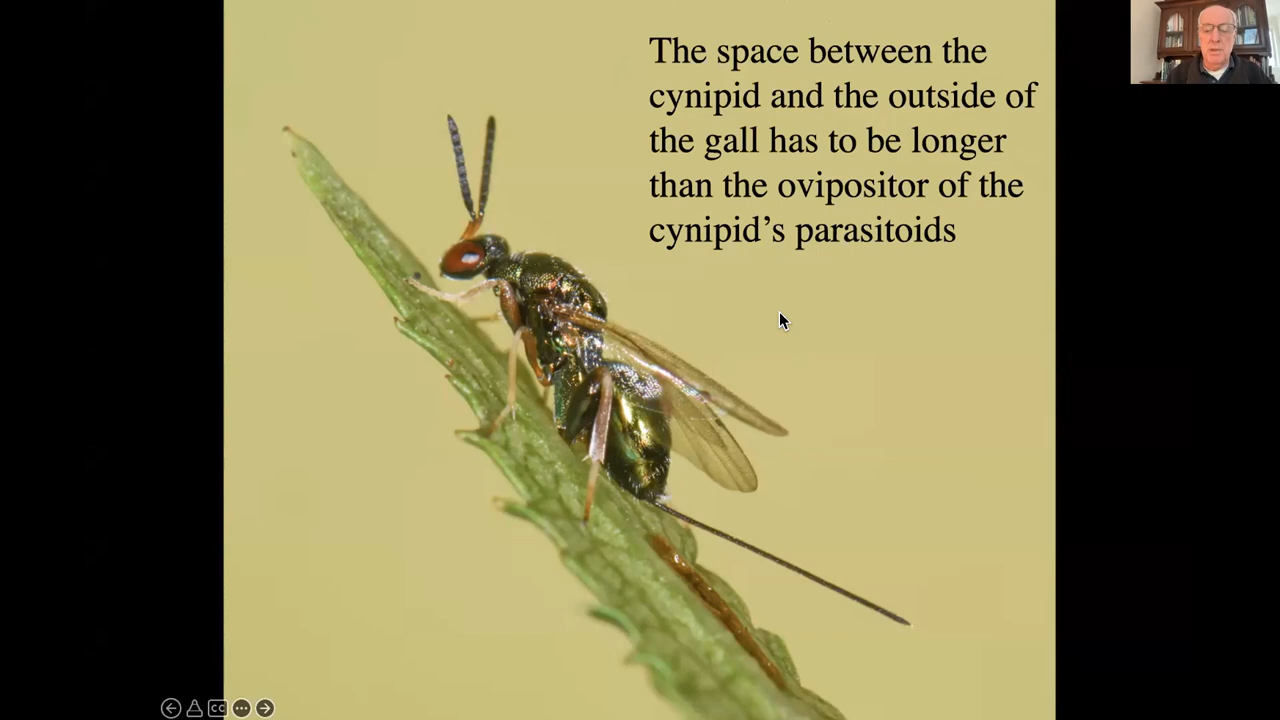 The space between the
cynipid and the outside of
the gall has to be longer
than the ovipositor of the
cynipid’s parasitoids
CC